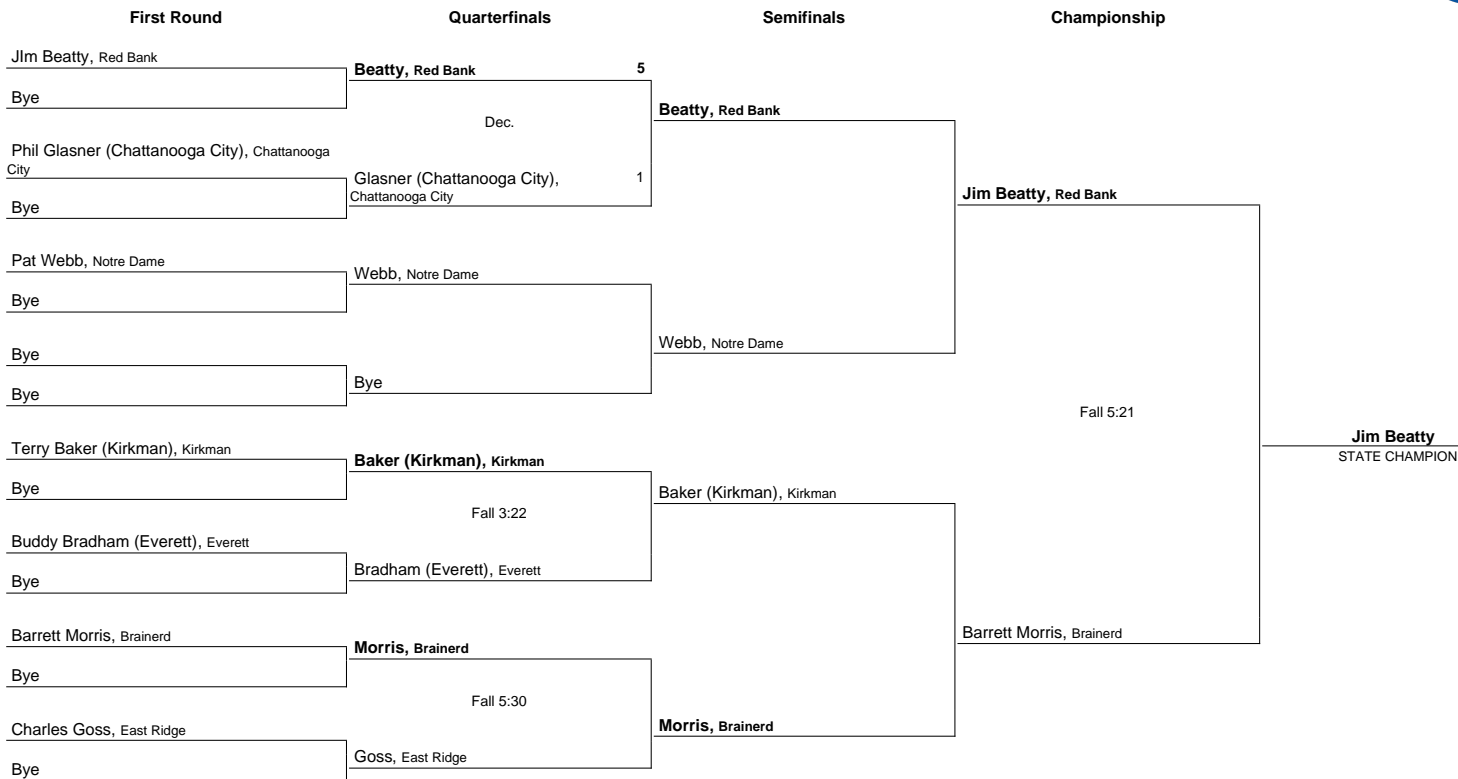 First Round Quarterfinals Semifinals Championship
JIm Beatty, Red Bank
Bye
Phil Glasner (Chattanooga City), Chattanooga
City
Bye
Pat Webb, Notre Dame
Bye
Bye
Bye
Terry Baker (Kirkman), Kirkman
Bye
Buddy Bradham (Everett), Everett
Bye
Barrett Morris, Brainerd
Bye
Charles Goss, East Ridge
Bye
Beatty, Red Bank 5
Dec.
Glasner (Chattanooga City), 1
Chattanooga City
Webb, Notre Dame
Bye
Baker (Kirkman), Kirkman
Fall 3:22
Bradham (Everett), Everett
Morris, Brainerd
Fall 5:30
Goss, East Ridge
Beatty, Red Bank
Webb, Notre Dame
Baker (Kirkman), Kirkman
Morris, Brainerd
Jim Beatty, Red Bank
Fall 5:21
Barrett Morris, Brainerd
Jim Beatty
STATE CHAMPION